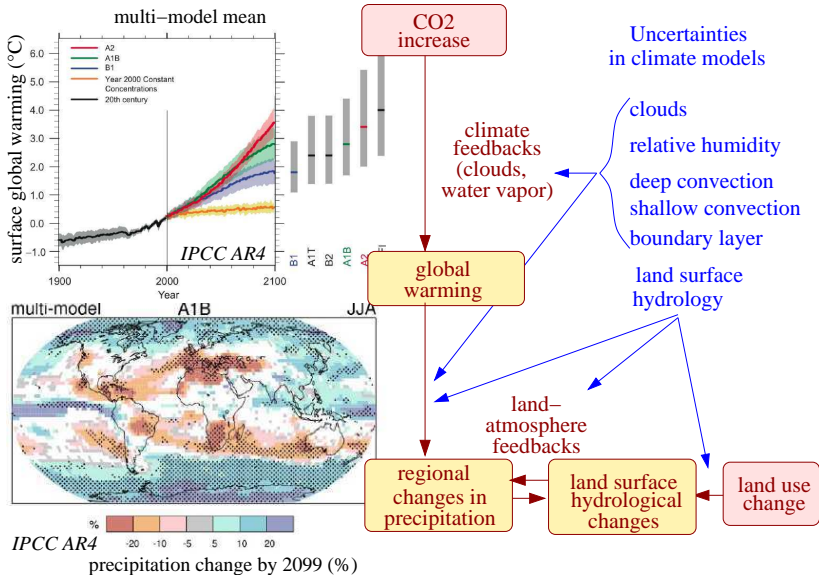 multi−model mean
surface global warming (°C)
6.0
5.0
4.0
3.0
2.0
1.0
0.0
−1.0
A2
A1B
B1
Year 2000 Constant
Concentrations
20th century
1900
2000
2100
Year
IPCC AR4
B1
A1T
B2
A1B
A2
CO2
increase
climate
feedbacks
(clouds,
water vapor)
global
warming
Uncertainties
in climate models
clouds
relative humidity
deep convection
shallow convection
boundary layer
land surface
hydrology
multi-model
A1B
JJA
%
-20
-10
-5
5
10
20
IPCC AR4
precipitation change by 2099 (%)
land−
atmosphere
feedbacks
regional
changes in
precipitation
land surface
hydrological
changes
land use
change